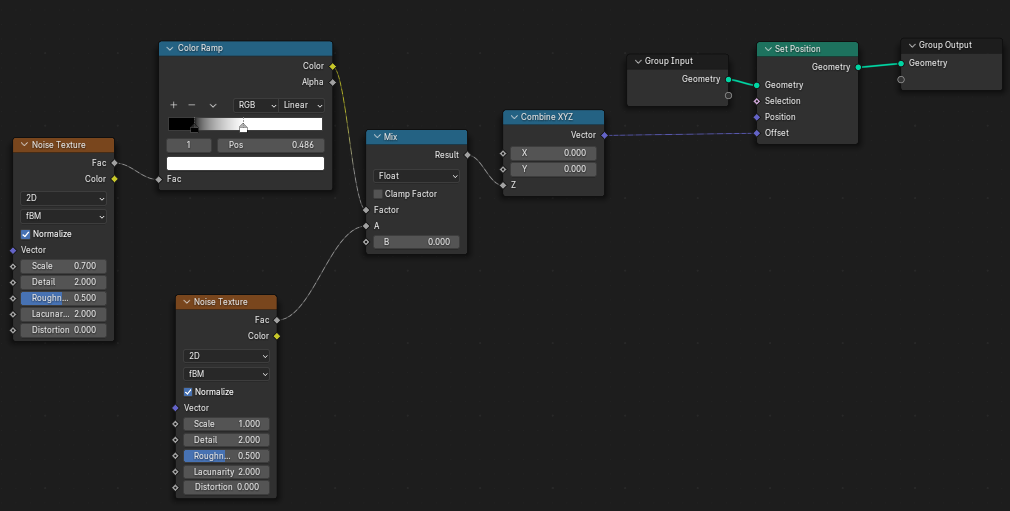 Color Ramp
Color
Alpha
RGB
Linear
1
Pos 0.486
Fac
Noise Texture
Fac
Color
2D
fBM
Normalize
Vector
Scale 0.700
Detail 2.000
Roughn... 0.500
Lacunar... 2.000
Distortion 0.000
Noise Texture
Fac
Color
2D
fBM
Normalize
Vector
Scale 1.000
Detail 2.000
Roughn... 0.500
Lacunarity 2.000
Distortion 0.000
Mix
Result
Float
Clamp Factor
Factor
A
B 0.000
Combine XYZ
Vector
X 0.000
Y 0.000
Z
Group Input
Geometry
Set Position
Geometry
Geometry
Selection
Position
Offset
Group Output
Geometry